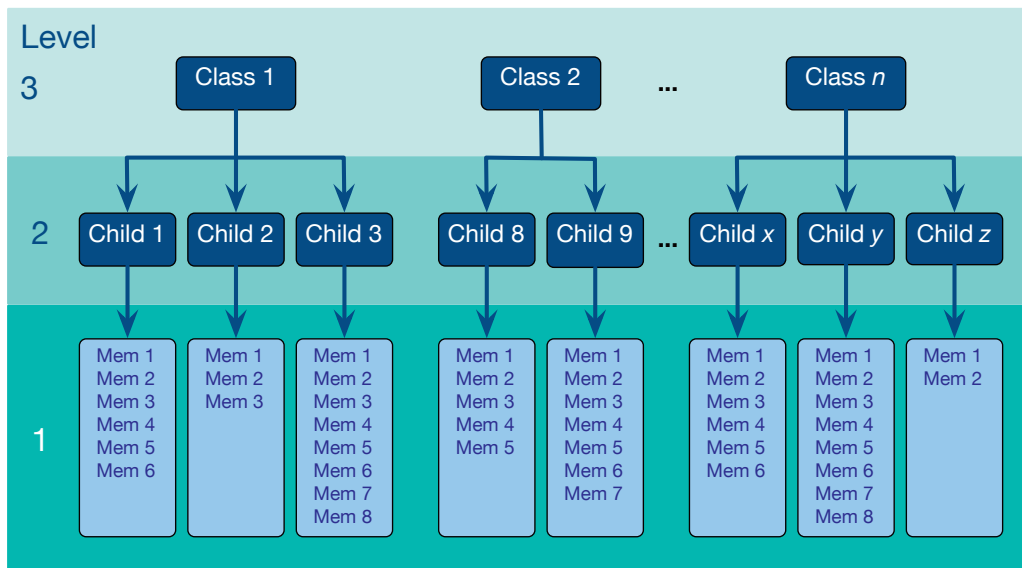 Level
3
Class 1
Class 2
...
Class n
2
Child 1
Child 2
Child 3
Child 8
Child 9
...
Child x
Child y
Child z
1
Mem 1
Mem 2
Mem 3
Mem 4
Mem 5
Mem 6
Mem 1
Mem 2
Mem 3
Mem 1
Mem 2
Mem 3
Mem 4
Mem 5
Mem 6
Mem 7
Mem 8
Mem 1
Mem 2
Mem 3
Mem 4
Mem 5
Mem 1
Mem 2
Mem 3
Mem 4
Mem 5
Mem 6
Mem 7
Mem 1
Mem 2
Mem 3
Mem 4
Mem 5
Mem 6
Mem 1
Mem 2
Mem 3
Mem 4
Mem 5
Mem 6
Mem 7
Mem 8
Mem 1
Mem 2